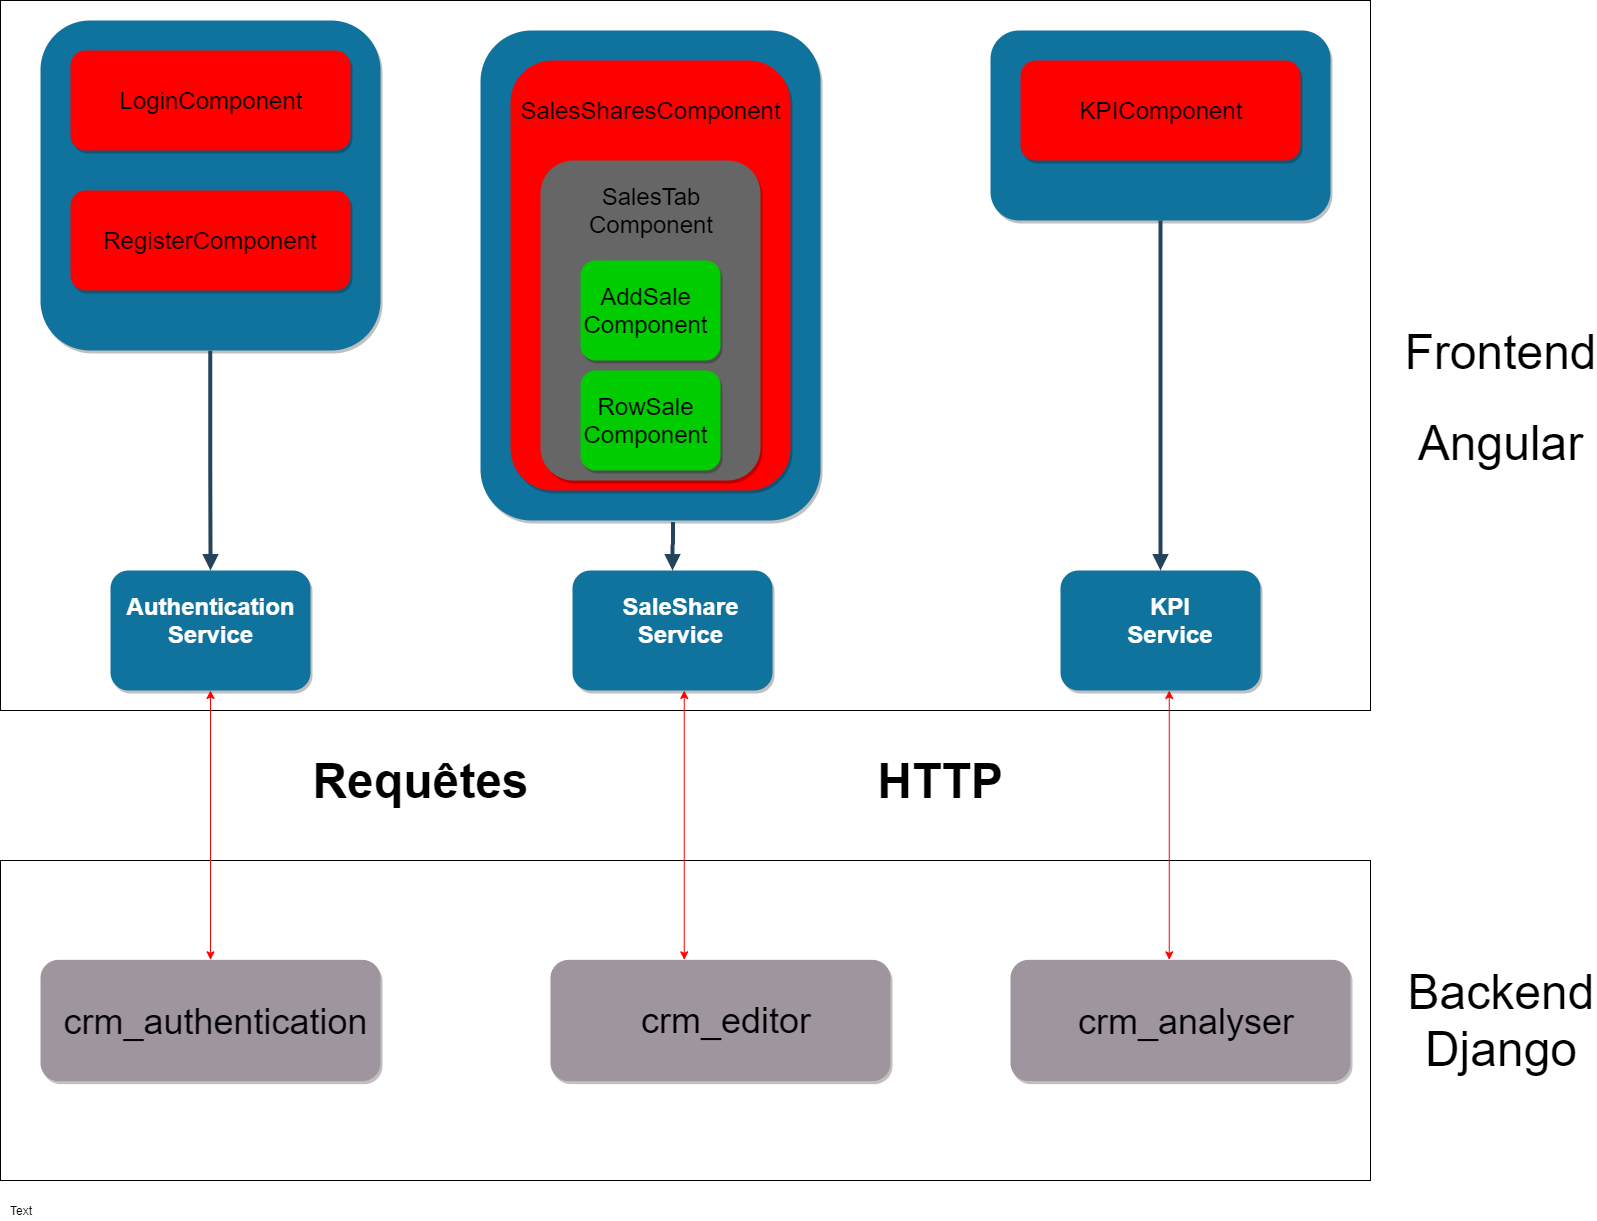 LoginComponent
RegisterComponent
SalesSharesComponent
SalesTab
Component
AddSale
Component
RowSale
Component
KPIComponent
Frontend
Angular
Authentication
Service
SaleShare
Service
KPI
Service
Requêtes
HTTP
crm_authentication
crm_editor
crm_analyser
Backend
Django
Text